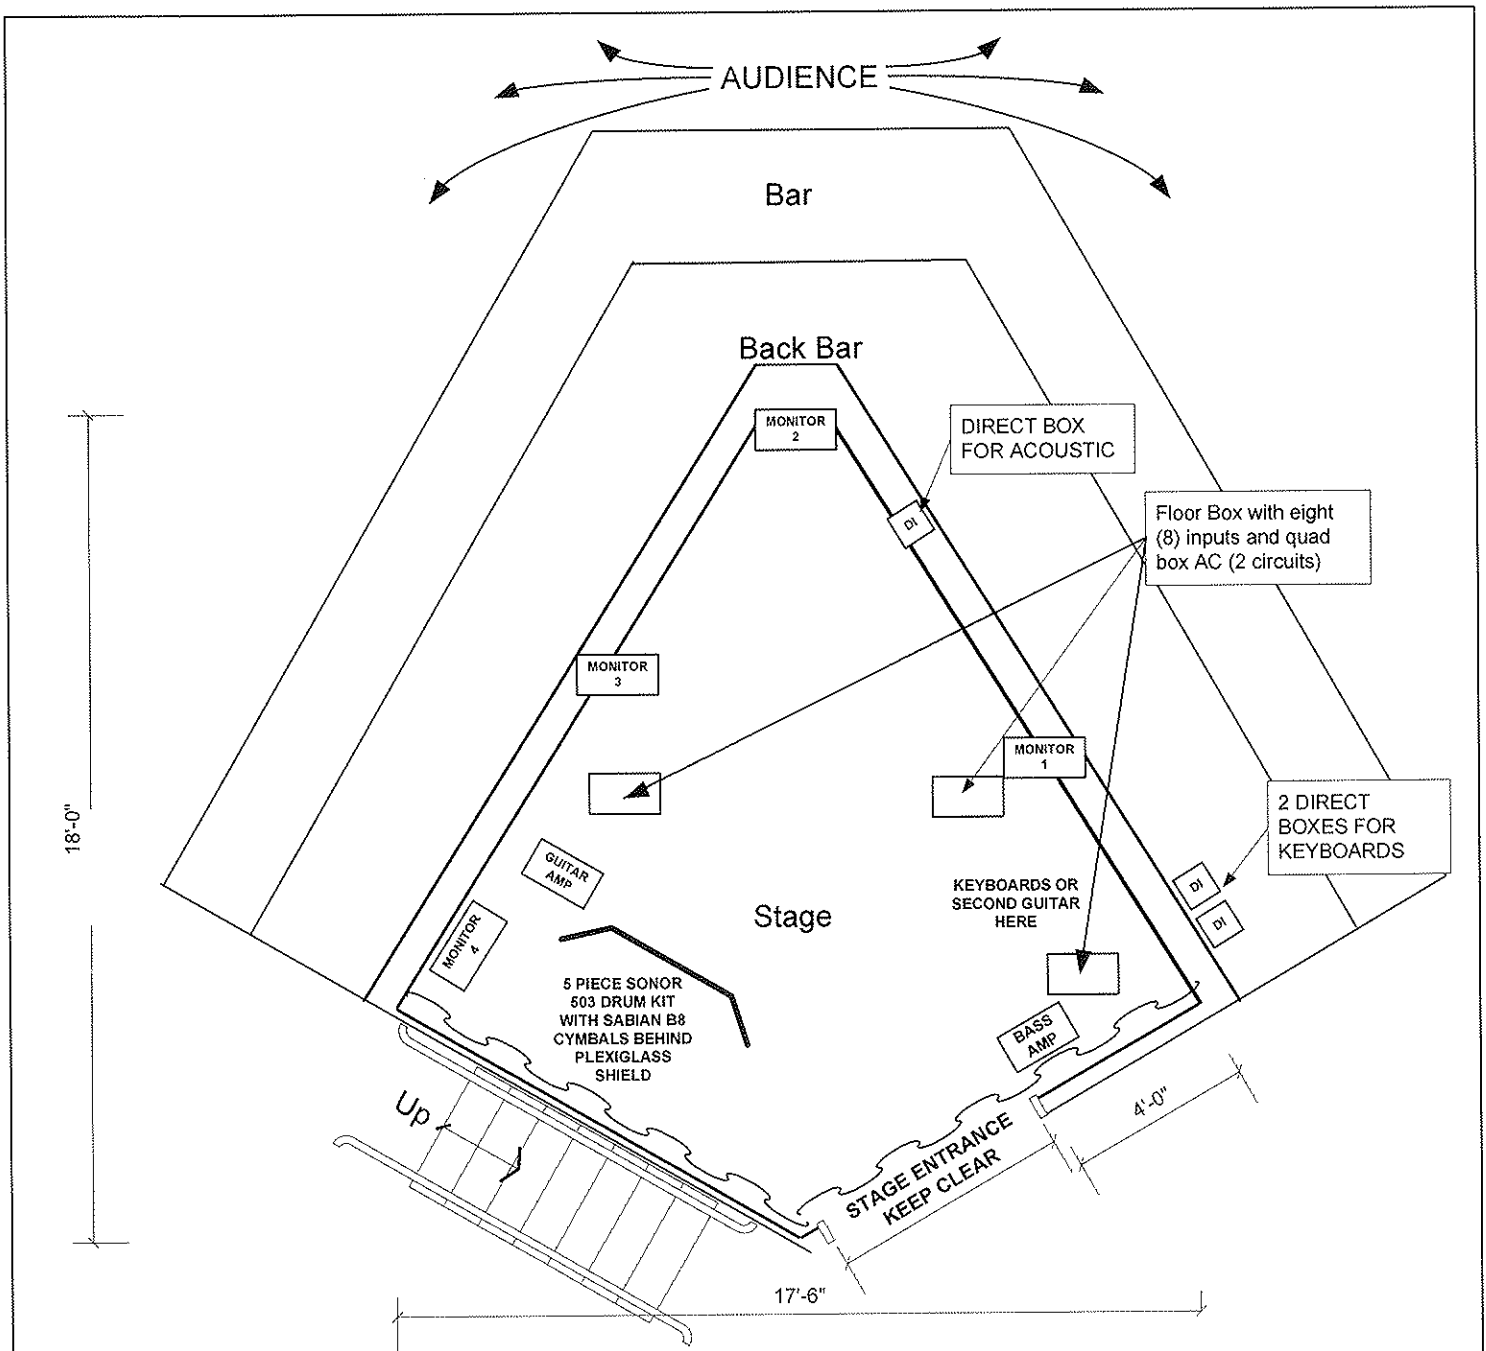 AUDIENCE
Bar
Back Bar
MONITOR
2
DIRECT BOX
FOR ACOUSTIC
DI
Floor Box with eight
(8) inputs and quad
box AC (2 circuits)
MONITOR
3
MONITOR
1
18'-0"
2 DIRECT
BOXES FOR
KEYBOARDS
GUITAR
AMP
DI
DI
KEYBOARDS OR
SECOND GUITAR
HERE
Stage
MONITOR
4
5 PIECE SONOR
503 DRUM KIT
WITH SABIAN B8
CYMBALS BEHIND
PLEXIGLASS
SHIELD
BASS
AMP
Up
4'-0"
STAGE ENTRANCE
KEEP CLEAR
17'-6"